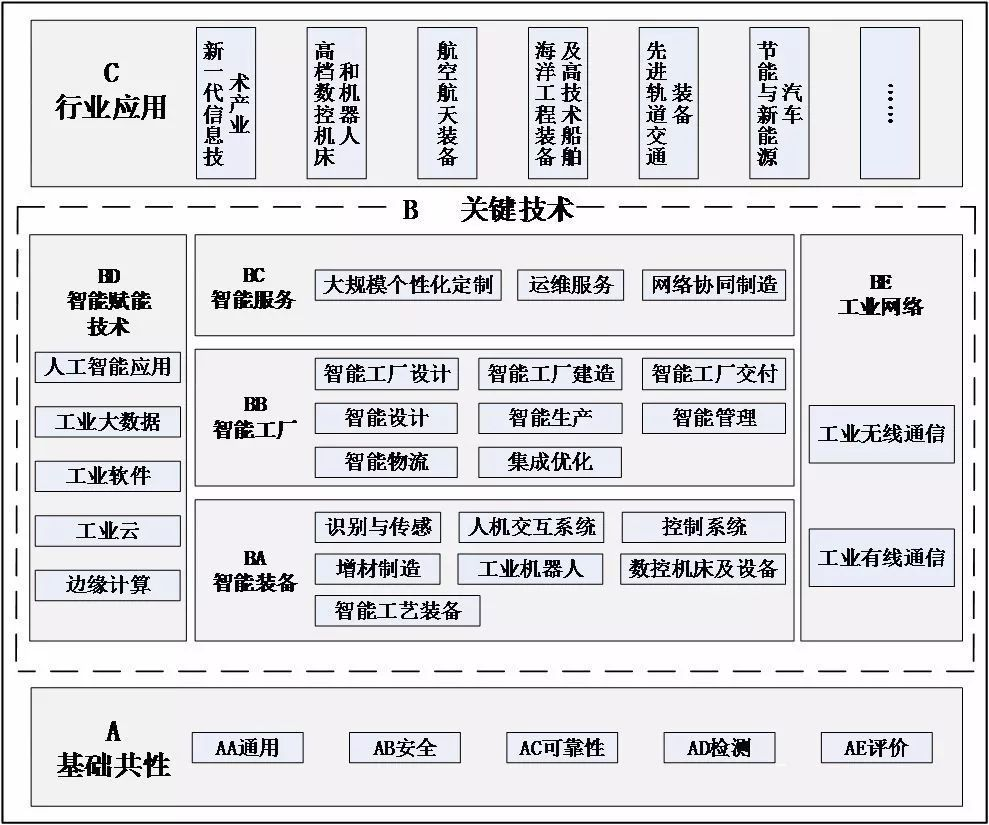 C
行业应用
新一代信息技
术产业
高档数控机床
和机器人
航空航天装备
海洋工程装备
及高技术船舶
先进轨道交通
装备
节能与新能源
汽车
……
B 关键技术
BD
智能赋能
技术
人工智能应用
工业大数据
工业软件
工业云
边缘计算
BC
智能服务
大规模个性化定制
运维服务
网络协同制造
BB
智能工厂
智能工厂设计
智能工厂建造
智能工厂交付
智能设计
智能生产
智能管理
智能物流
集成优化
BA
智能装备
识别与传感
人机交互系统
控制系统
增材制造
工业机器人
数控机床及设备
智能工艺装备
BE
工业网络
工业无线通信
工业有线通信
A
基础共性
AA通用
AB安全
AC可靠性
AD检测
AE评价